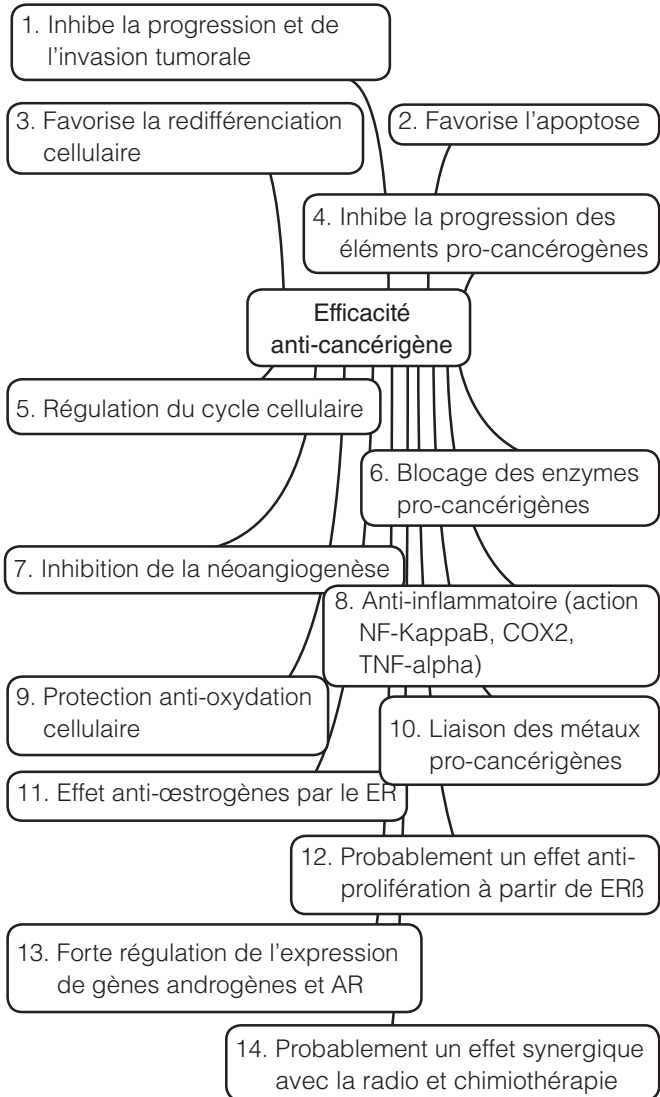 1. Inhibe la progression et de
l’invasion tumorale
3. Favorise la redifférenciation
cellulaire
2. Favorise l’apoptose
4. Inhibe la progression des
éléments pro-cancérogènes
Efficacité
anti-cancérigène
5. Régulation du cycle cellulaire
6. Blocage des enzymes
pro-cancérigènes
7. Inhibition de la néoangiogenèse
8. Anti-inflammatoire (action
NF-KappaB, COX2,
TNF-alpha)
9. Protection anti-oxydation
cellulaire
10. Liaison des métaux
pro-cancérigènes
11. Effet anti-œstrogènes par le ER
12. Probablement un effet anti-
prolifération à partir de ERß
13. Forte régulation de l’expression
de gènes androgènes et AR
14. Probablement un effet synergique
avec la radio et chimiothérapie